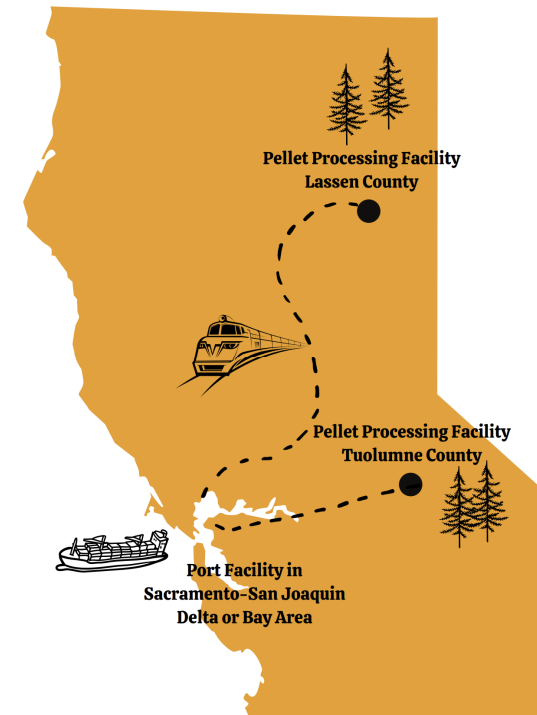 Pellet Processing Facility
Lassen County
Pellet Processing Facility
Tuolumne County
Port Facility in
Sacramento-San Joaquin
Delta or Bay Area